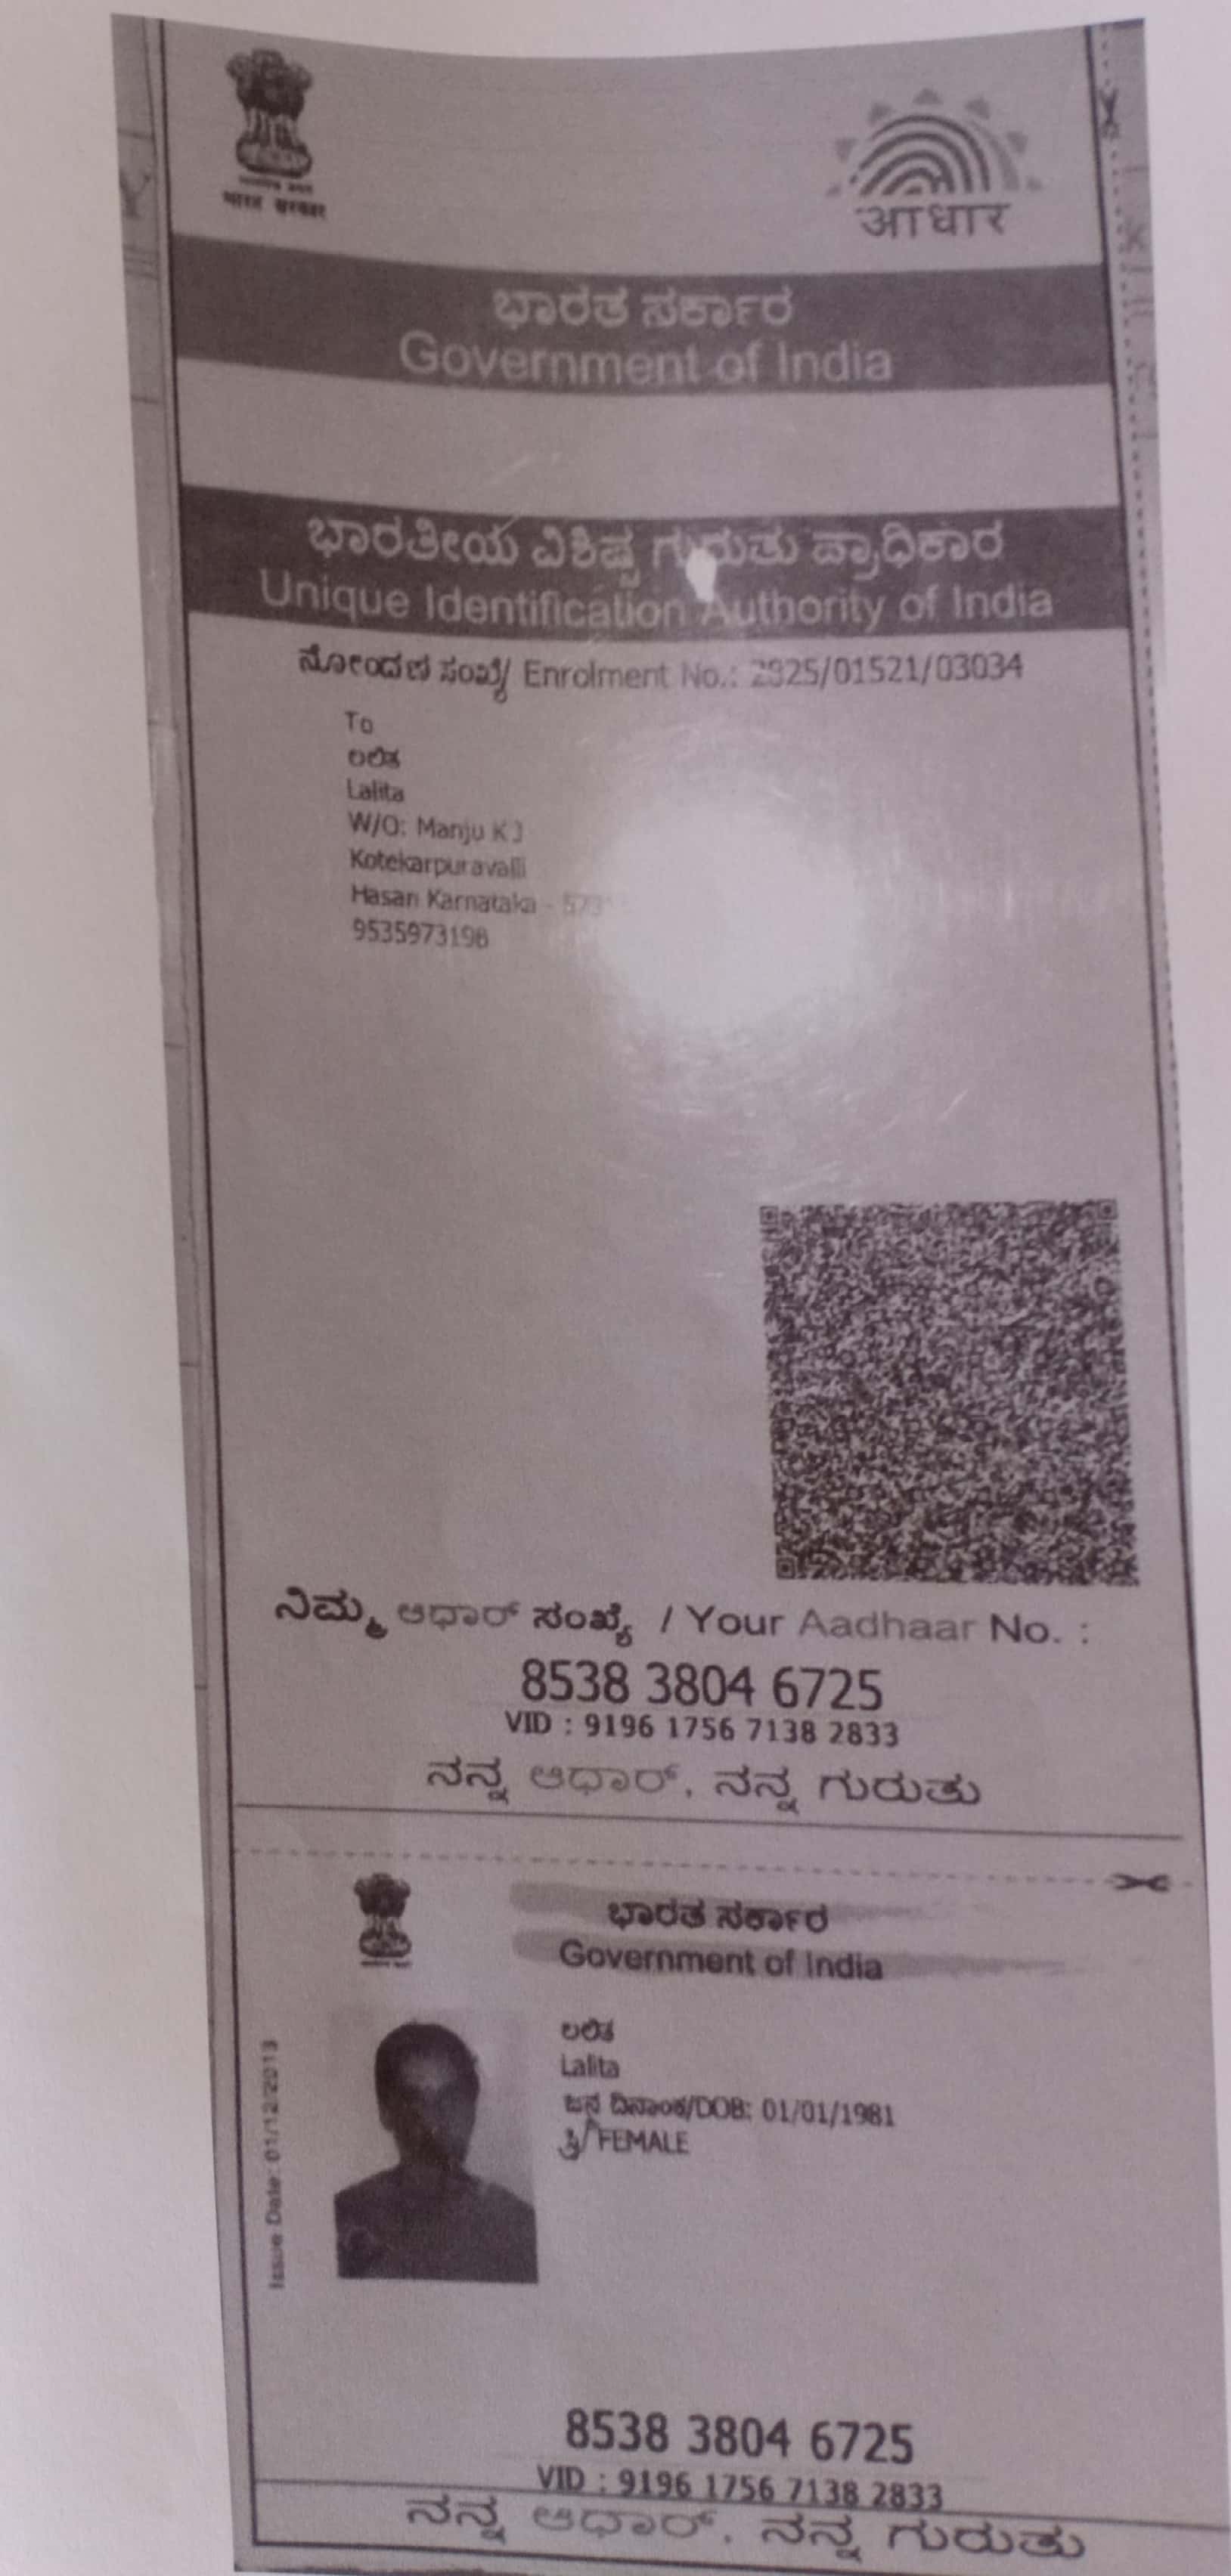 भारत सरकार
आधार
ಭಾರತ ಸರ್ಕಾರ
Government of India
ಭಾರತೀಯ ವಿಶಿಷ್ಟ ಗುರುತು ಪ್ರಾಧಿಕಾರ
Unique Identification Authority of India
ನೋಂದಣಿ ಸಂಖ್ಯೆ/ Enrolment No.: 2825/01521/03034
To
ಲಲಿತ
Lalita
W/O: Manju K J
Kotekarpuravalli
Hasan Karnataka -
9535973198
ನಿಮ್ಮ ಆಧಾರ್ ಸಂಖ್ಯೆ / Your Aadhaar No. :
8538 3804 6725
VID : 9196 1756 7138 2833
ನನ್ನ ಆಧಾರ್, ನನ್ನ ಗುರುತು
ಭಾರತ ಸರ್ಕಾರ
Government of India
Issue Date: 01/12/2013
ಲಲಿತ
Lalita
ಜನ್ಮ ದಿನಾಂಕ/DOB: 01/01/1981
ಸ್ತ್ರೀ/FEMALE
8538 3804 6725
VID : 9196 1756 7138 2833
ನನ್ನ ಆಧಾರ್, ನನ್ನ ಗುರುತು